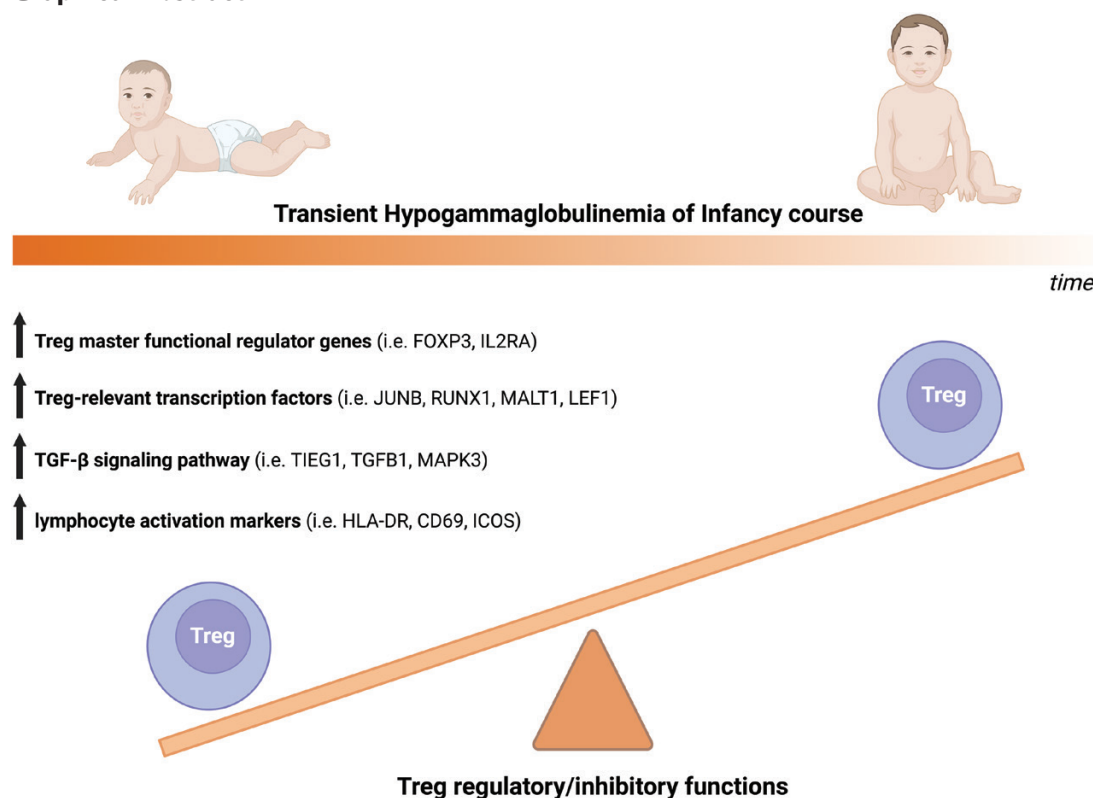 Transient Hypogammaglobulinemia of Infancy course
time
Treg master functional regulator genes (i.e. FOXP3, IL2RA)
Treg-relevant transcription factors (i.e. JUNB, RUNX1, MALT1, LEF1)
TGF-β signaling pathway (i.e. TIEG1, TGFB1, MAPK3)
lymphocyte activation markers (i.e. HLA-DR, CD69, ICOS)
Treg
Treg
Treg regulatory/inhibitory functions